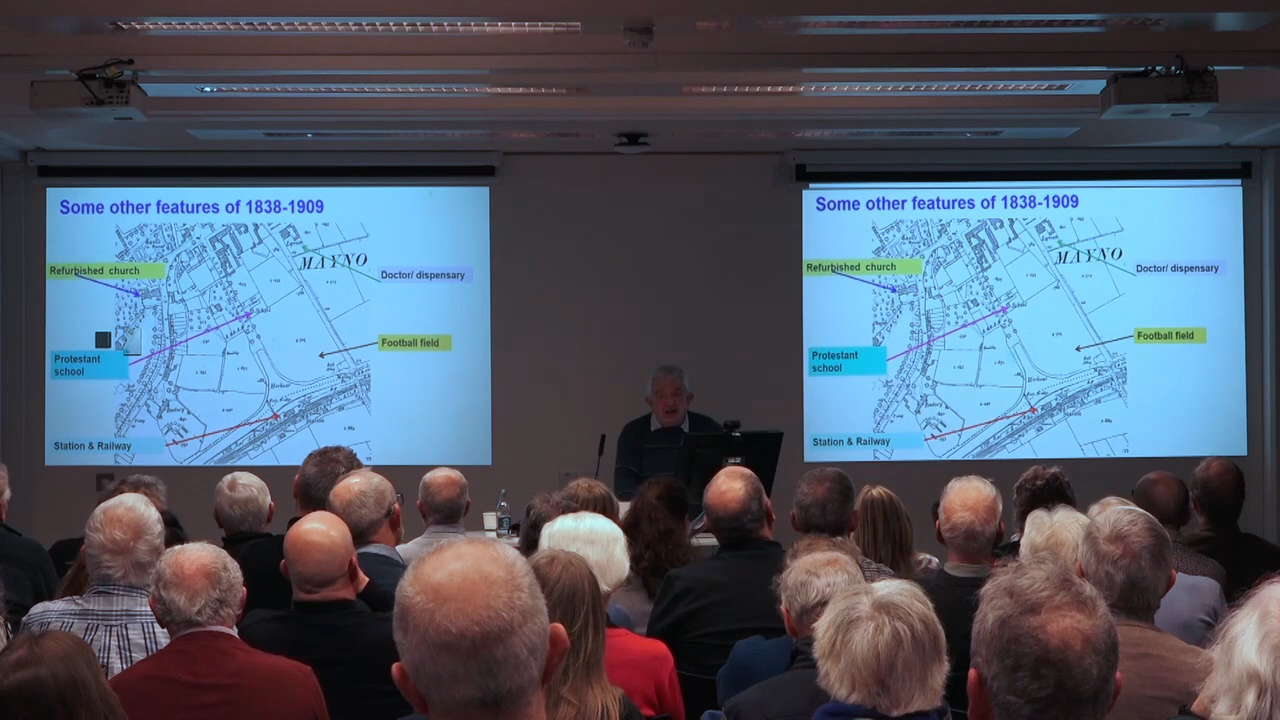 Some other features of 1838-1909
MAYNO
Refurbished church
Doctor/ dispensary
Football field
Protestant
school
Station & Railway
Some other features of 1838-1909
MAYNO
Refurbished church
Doctor/ dispensary
Football field
Protestant
school
Station & Railway